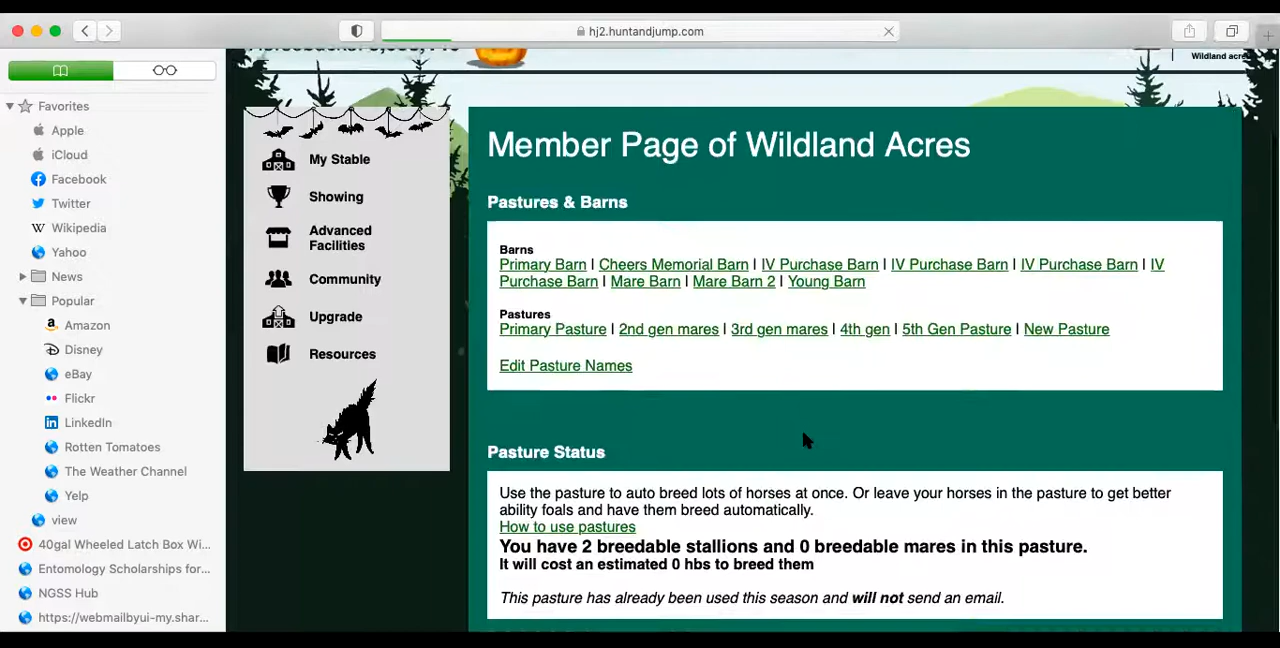 hj2.huntandjump.com
Wildland acre
Favorites
Apple
iCloud
Facebook
Twitter
Wikipedia
Yahoo
News
Popular
Amazon
Disney
eBay
Flickr
LinkedIn
Rotten Tomatoes
The Weather Channel
Yelp
view
40gal Wheeled Latch Box Wi...
Entomology Scholarships for...
NGSS Hub
https://webmailbyui-my.shar...
My Stable
Showing
Advanced
Facilities
Community
Upgrade
Resources
Member Page of Wildland Acres
Pastures & Barns
Barns
Primary Barn | Cheers Memorial Barn | IV Purchase Barn | IV Purchase Barn | IV Purchase Barn | IV
Purchase Barn | Mare Barn | Mare Barn 2 | Young Barn
Pastures
Primary Pasture | 2nd gen mares | 3rd gen mares | 4th gen | 5th Gen Pasture | New Pasture
Edit Pasture Names
Pasture Status
Use the pasture to auto breed lots of horses at once. Or leave your horses in the pasture to get better
ability foals and have them breed automatically.
How to use pastures
You have 2 breedable stallions and 0 breedable mares in this pasture.
It will cost an estimated 0 hbs to breed them
This pasture has already been used this season and will not send an email.